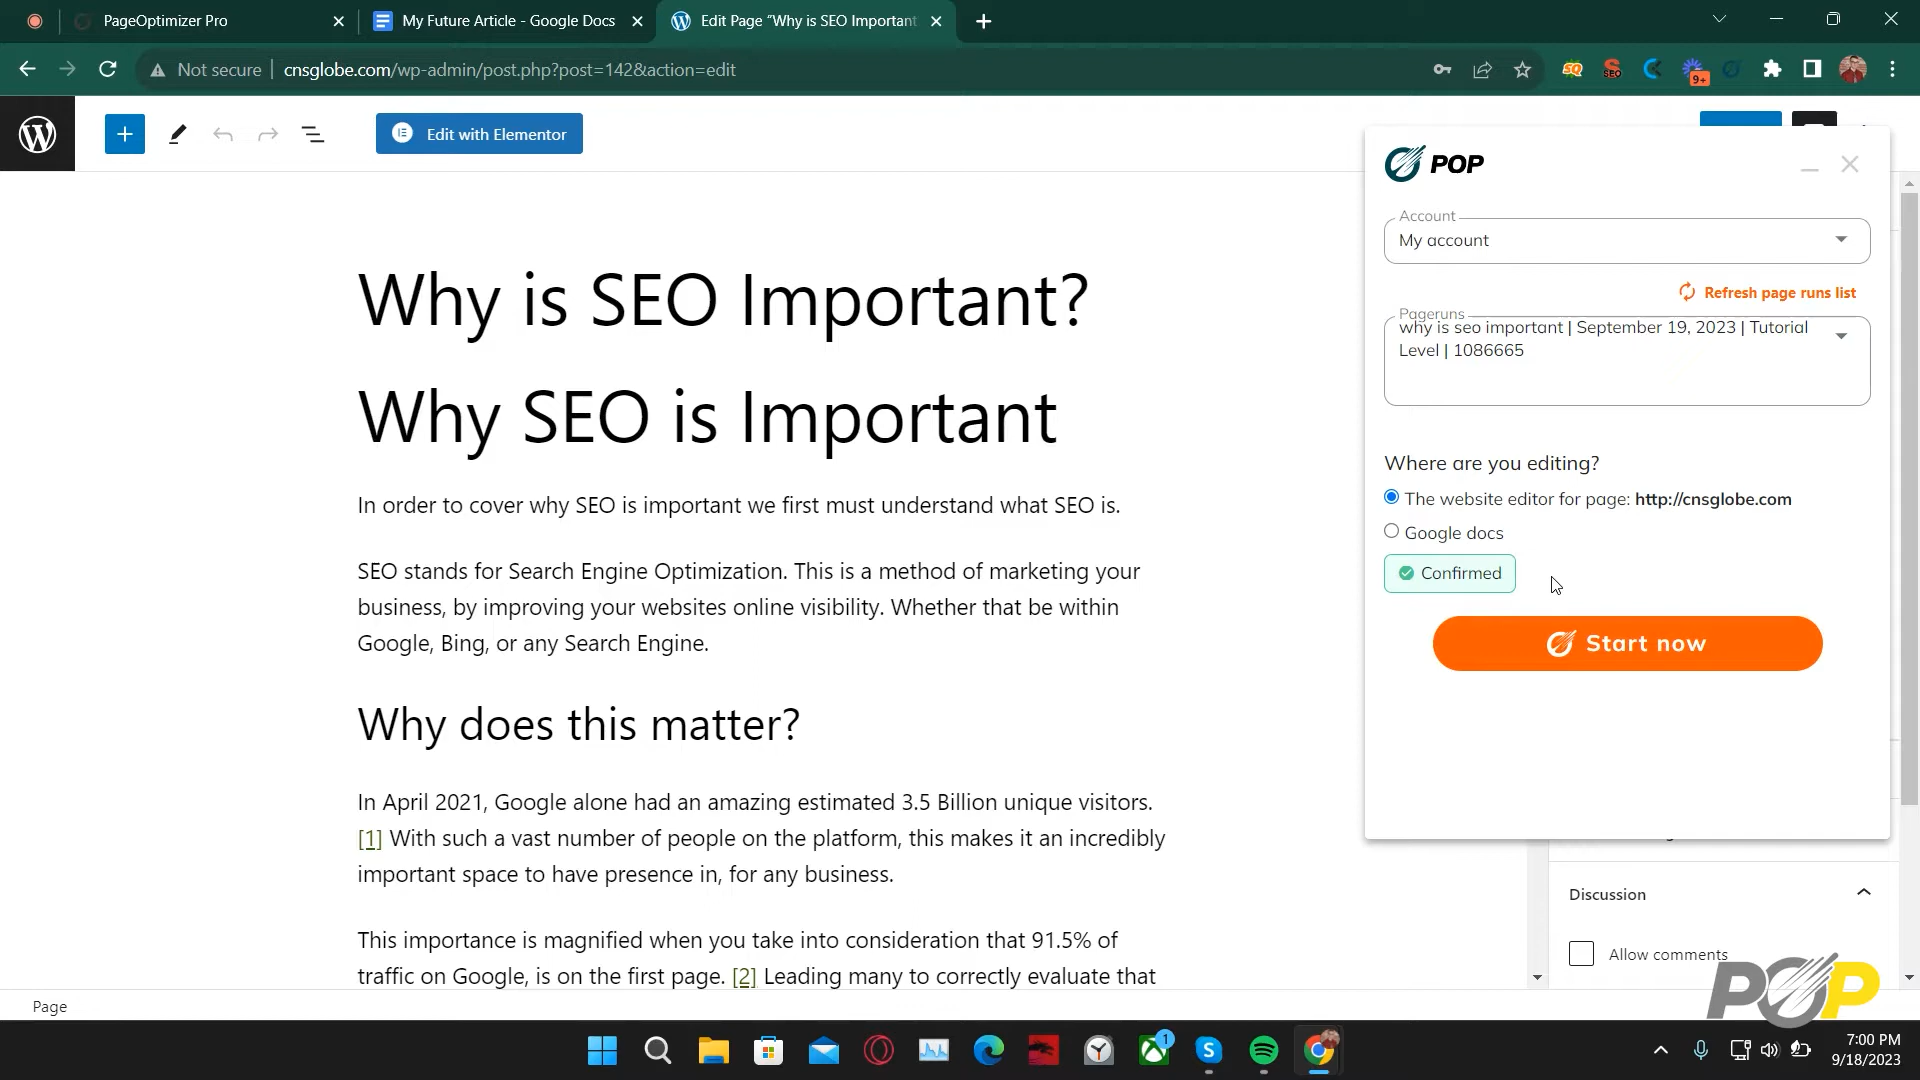 PageOptimizer Pro
My Future Article - Google Docs
Edit Page “Why is SEO Important
Not secure
cnsglobe.com/wp-admin/post.php?post=142&action=edit
SQ
SEO
9+
Edit with Elementor
POP
Account
My account
Refresh page runs list
Pageruns
why is seo important | September 19, 2023 | Tutorial
Level | 1086665
Where are you editing?
The website editor for page: http://cnsglobe.com
Google docs
Confirmed
Start now
Why is SEO Important?
Why SEO is Important
In order to cover why SEO is important we first must understand what SEO is.
SEO stands for Search Engine Optimization. This is a method of marketing your
business, by improving your websites online visibility. Whether that be within
Google, Bing, or any Search Engine.
Why does this matter?
In April 2021, Google alone had an amazing estimated 3.5 Billion unique visitors.
[1] With such a vast number of people on the platform, this makes it an incredibly
important space to have presence in, for any business.
This importance is magnified when you take into consideration that 91.5% of
traffic on Google, is on the first page. [2] Leading many to correctly evaluate that
Discussion
Allow comments
POP
Page
1
7:00 PM
9/18/2023